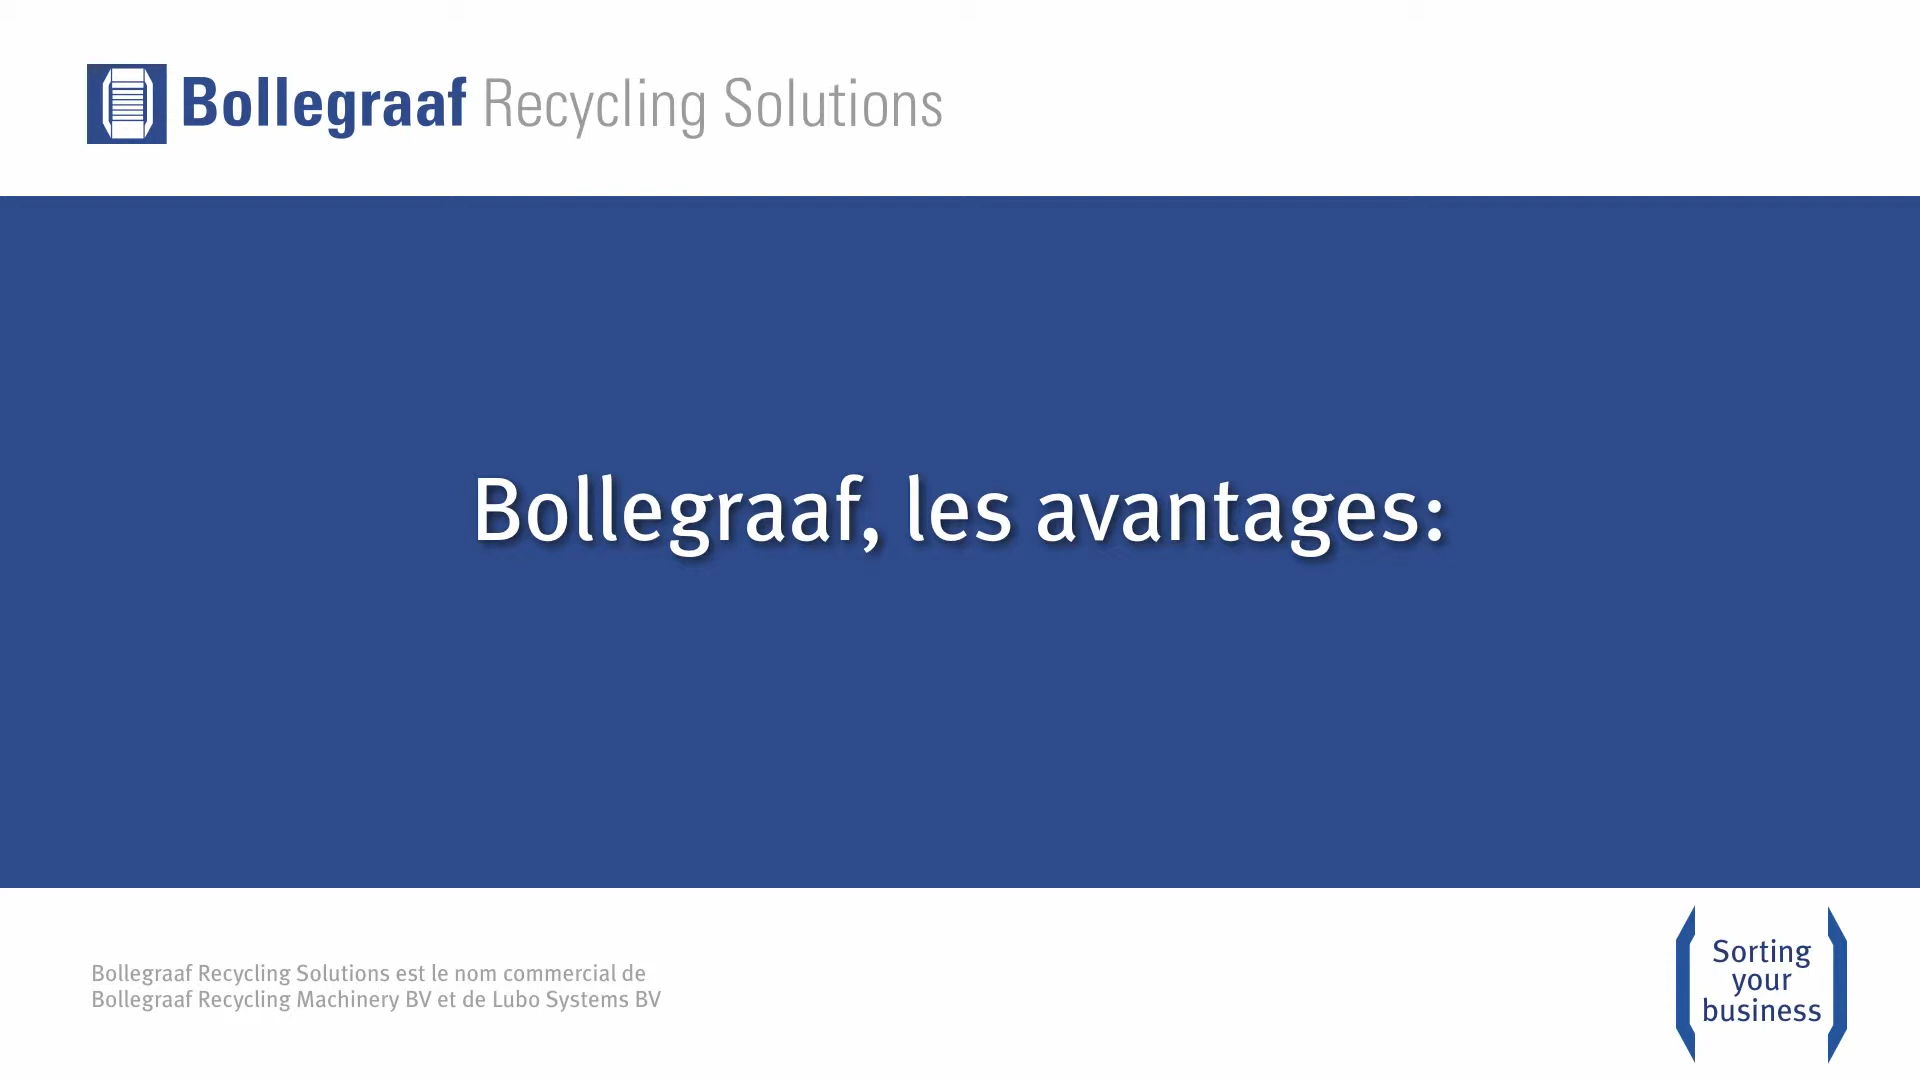 Bollegraaf Recycling Solutions
Bollegraaf, les avantages:
Bollegraaf Recycling Solutions est le nom commercial de
Bollegraaf Recycling Machinery BV et de Lubo Systems BV
Sorting
your
business